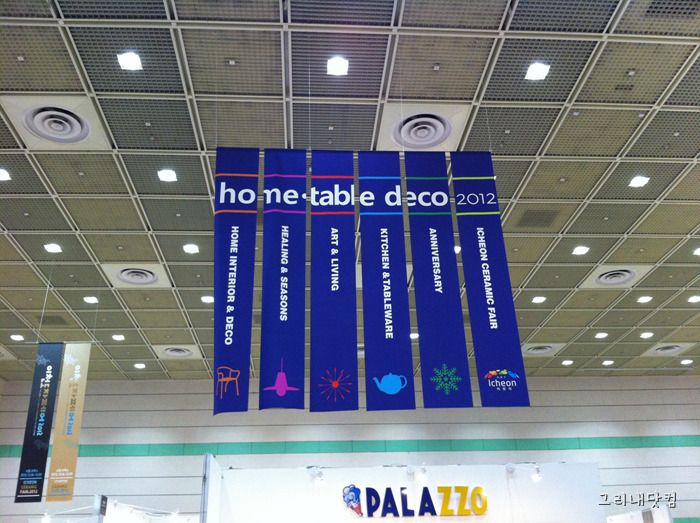 home·table deco 2012
HOME INTERIOR & DECO
HEALING & SEASONS
ART & LIVING
KITCHEN & TABLEWARE
ANNIVERSARY
ICHEON CERAMIC FAIR
Icheon
PALAZZO
그리내닷컴